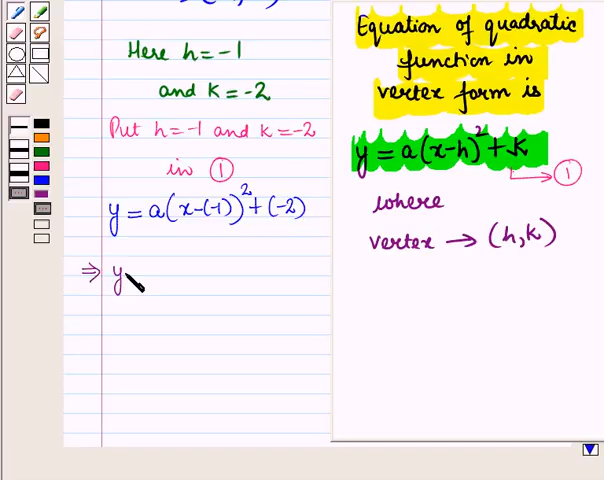 Here h = -1
and k = -2
Put h = -1 and k = -2
in ①
y = a(x-(-1))² + (-2)
⇒ y
Equation of quadratic
function in
vertex form is
y = a(x-h)² + k
①
where
vertex → (h, k)